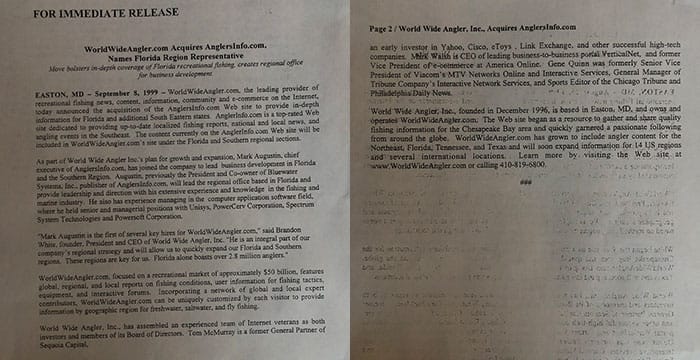 FOR IMMEDIATE RELEASE
WorldWideAngler.com Acquires AnglersInfo.com,
Names Florida Region Representative
Move bolsters in-depth coverage of Florida recreational fishing, creates regional office
for business development
EASTON, MD – September 8, 1999 – WorldWideAngler.com, the leading provider of
recreational fishing news, content, information, community and e-commerce on the Internet,
today announced the acquisition of the AnglersInfo.com Web site to provide in-depth
information for Florida and additional South Eastern states. AnglerInfo.com is a top-rated Web
site dedicated to providing up-to-date localized fishing reports, national and local news, and
angling events in the Southeast. The content currently on the AnglerInfo.com Web site will be
included in WorldWideAngler.com's site under the Florida and Southern regional sections.
As part of World Wide Angler Inc.'s plan for growth and expansion, Mark Augustin, chief
executive of AnglersInfo.com, has joined the company to lead business development in Florida
and the Southern Region. Augustin, previously the President and Co-owner of Bluewater
Systems, Inc., publisher of AnglersInfo.com, will lead the regional office based in Florida and
provide leadership and direction with his extensive experience and knowledge in the fishing and
marine industry. He also has experience managing in the computer application software field,
where he held senior and managerial positions with Unisys, PowerCerv Corporation, Spectrum
System Technologies and Powersoft Corporation.
"Mark Augustin is the first of several key hires for WorldWideAngler.com," said Brandon
White, founder, President and CEO of World Wide Angler, Inc. "He is an integral part of our
company's regional strategy and will allow us to quickly expand our Florida and Southern
regions. These regions are key for us. Florida alone boasts over 2.8 million anglers."
WorldWideAngler.com, focused on a recreational market of approximately $50 billion, features
global, regional, and local reports on fishing conditions, user information for fishing tactics,
equipment, and interactive forums. Incorporating a network of global and local expert
contributors, WorldWideAngler.com can be uniquely customized by each visitor to provide
information by geographic region for freshwater, saltwater, and fly fishing.
World Wide Angler, Inc., has assembled an experienced team of Internet veterans as both
investors and members of its Board of Directors. Tom McMurray is a former General Partner of
Sequoia Capital,
Page 2 / World Wide Angler, Inc., Acquires AnglersInfo.com
an early investor in Yahoo, Cisco, eToys, Link Exchange, and other successful high-tech
companies. Mark Walsh is CEO of leading business-to-business portal VerticalNet, and former
Vice President of e-commerce at America Online. Gene Quinn was formerly Senior Vice
President of Viacom's MTV Networks Online and Interactive Services, General Manager of
Tribune Company's Interactive Network Services, and Sports Editor of the Chicago Tribune and
Philadelphia Daily News.
World Wide Angler, Inc., founded in December 1996, is based in Easton, MD, and owns and
operates WorldWideAngler.com. The Web site began as a resource to gather and share quality
fishing information for the Chesapeake Bay area and quickly garnered a passionate following
from around the globe. WorldWideAngler.com has grown to include angler content for the
Northeast, Florida, Tennessee, and Texas and will soon expand information for 14 US regions
and several international locations. Learn more by visiting the Web site at
www.WorldWideAngler.com or calling 410-819-6800.
###